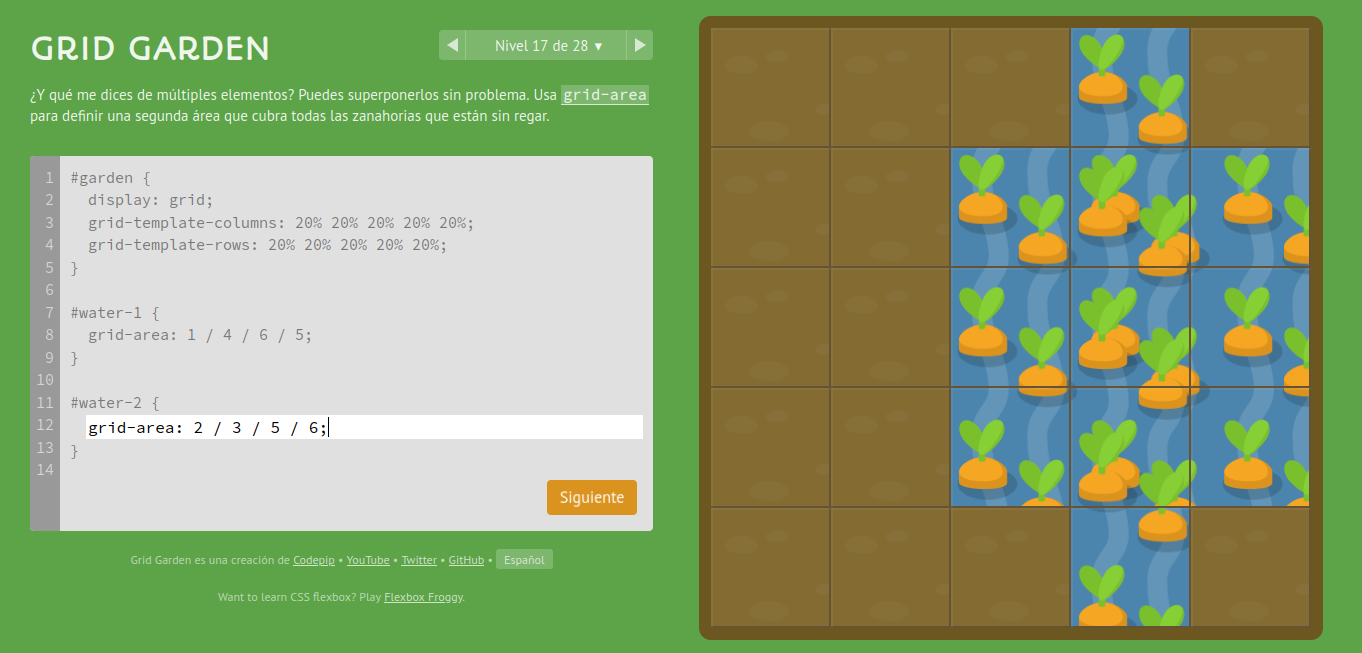 GRID GARDEN
◀ Nivel 17 de 28 ▾ ▶
¿Y qué me dices de múltiples elementos? Puedes superponerlos sin problema. Usa grid-area
para definir una segunda área que cubra todas las zanahorias que están sin regar.
1 #garden {
2   display: grid;
3   grid-template-columns: 20% 20% 20% 20% 20%;
4   grid-template-rows: 20% 20% 20% 20% 20%;
5 }
6
7 #water-1 {
8   grid-area: 1 / 4 / 6 / 5;
9 }
10
11 #water-2 {
12   grid-area: 2 / 3 / 5 / 6;
13 }
14
Siguiente
Grid Garden es una creación de Codepip • YouTube • Twitter • GitHub • Español
Want to learn CSS flexbox? Play Flexbox Froggy.